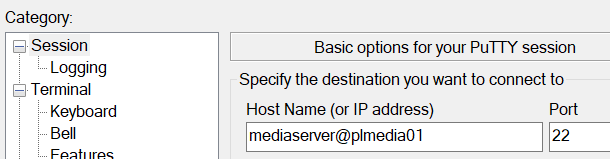 Category:
Session
Logging
Terminal
Keyboard
Bell
Features
Basic options for your PuTTY session
Specify the destination you want to connect to
Host Name (or IP address)
Port
mediaserver@plmedia01
22